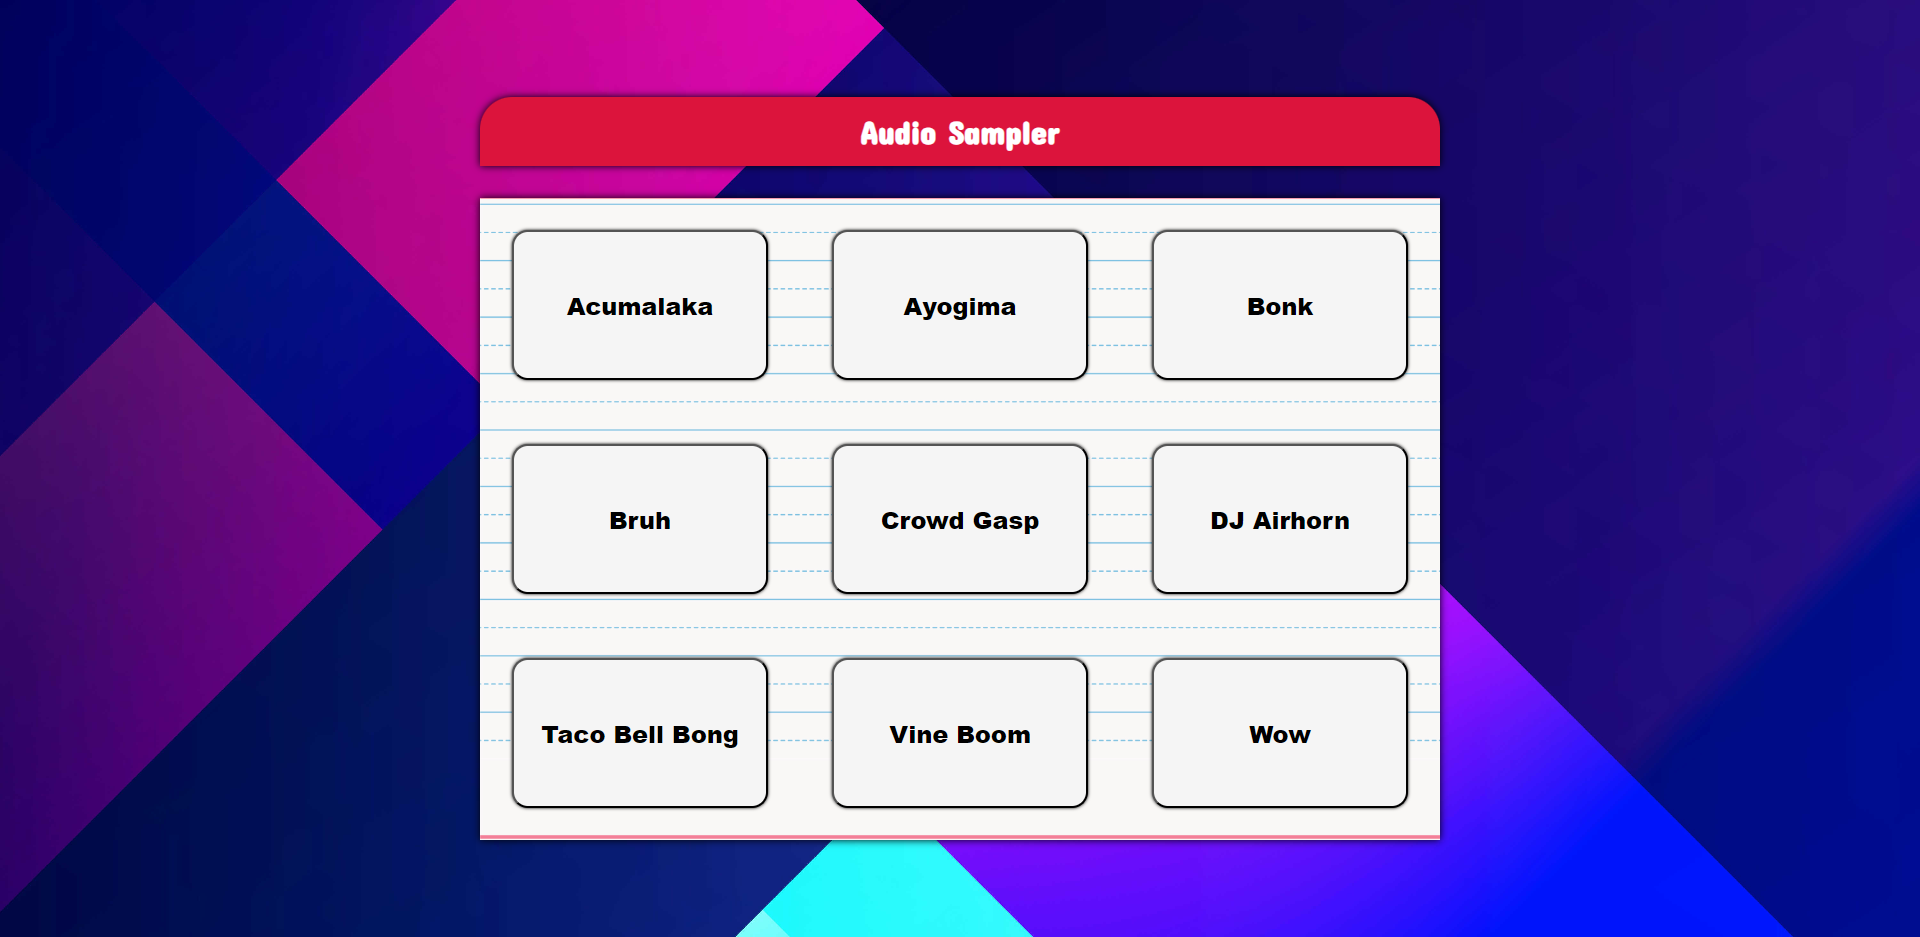 Audio Sampler
Acumalaka
Ayogima
Bonk
Bruh
Crowd Gasp
DJ Airhorn
Taco Bell Bong
Vine Boom
Wow